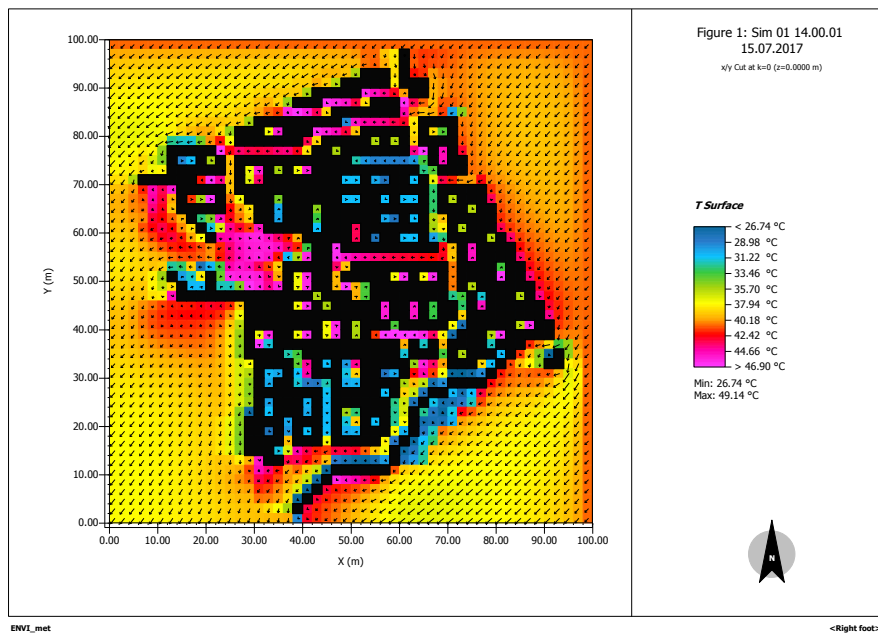 Figure 1: Sim 01 14.00.01
15.07.2017
x/y Cut at k=0 (z=0.0000 m)
100.00
90.00
80.00
70.00
60.00
50.00
40.00
30.00
20.00
10.00
0.00
Y (m)
0.00 10.00 20.00 30.00 40.00 50.00 60.00 70.00 80.00 90.00 100.00
X (m)
T Surface
< 26.74 °C
28.98 °C
31.22 °C
33.46 °C
35.70 °C
37.94 °C
40.18 °C
42.42 °C
44.66 °C
> 46.90 °C
Min: 26.74 °C
Max: 49.14 °C
N
ENVI_met
<Right foot>